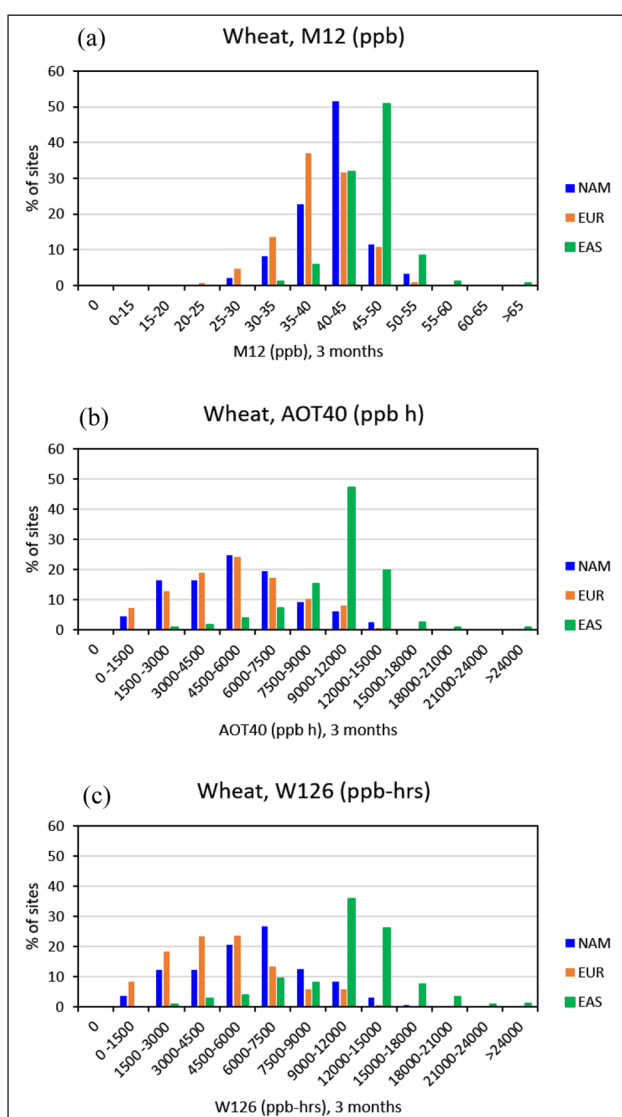 (a)
Wheat, M12 (ppb)
60
50
40
30
20
10
0
% of sites
0
0-15
15-20
20-25
25-30
30-35
35-40
40-45
45-50
50-55
55-60
60-65
>65
M12 (ppb), 3 months
NAM
EUR
EAS
(b)
Wheat, AOT40 (ppb h)
60
50
40
30
20
10
0
% of sites
0
0 -1500
1500 -3000
3000-4500
4500-6000
6000-7500
7500-9000
9000-12000
12000-15000
15000-18000
18000-21000
21000-24000
>24000
AOT40 (ppb h), 3 months
NAM
EUR
EAS
(c)
Wheat, W126 (ppb-hrs)
60
50
40
30
20
10
0
% of sites
0
0 -1500
1500 -3000
3000-4500
4500-6000
6000-7500
7500-9000
9000-12000
12000-15000
15000-18000
18000-21000
21000-24000
>24000
W126 (ppb-hrs), 3 months
NAM
EUR
EAS